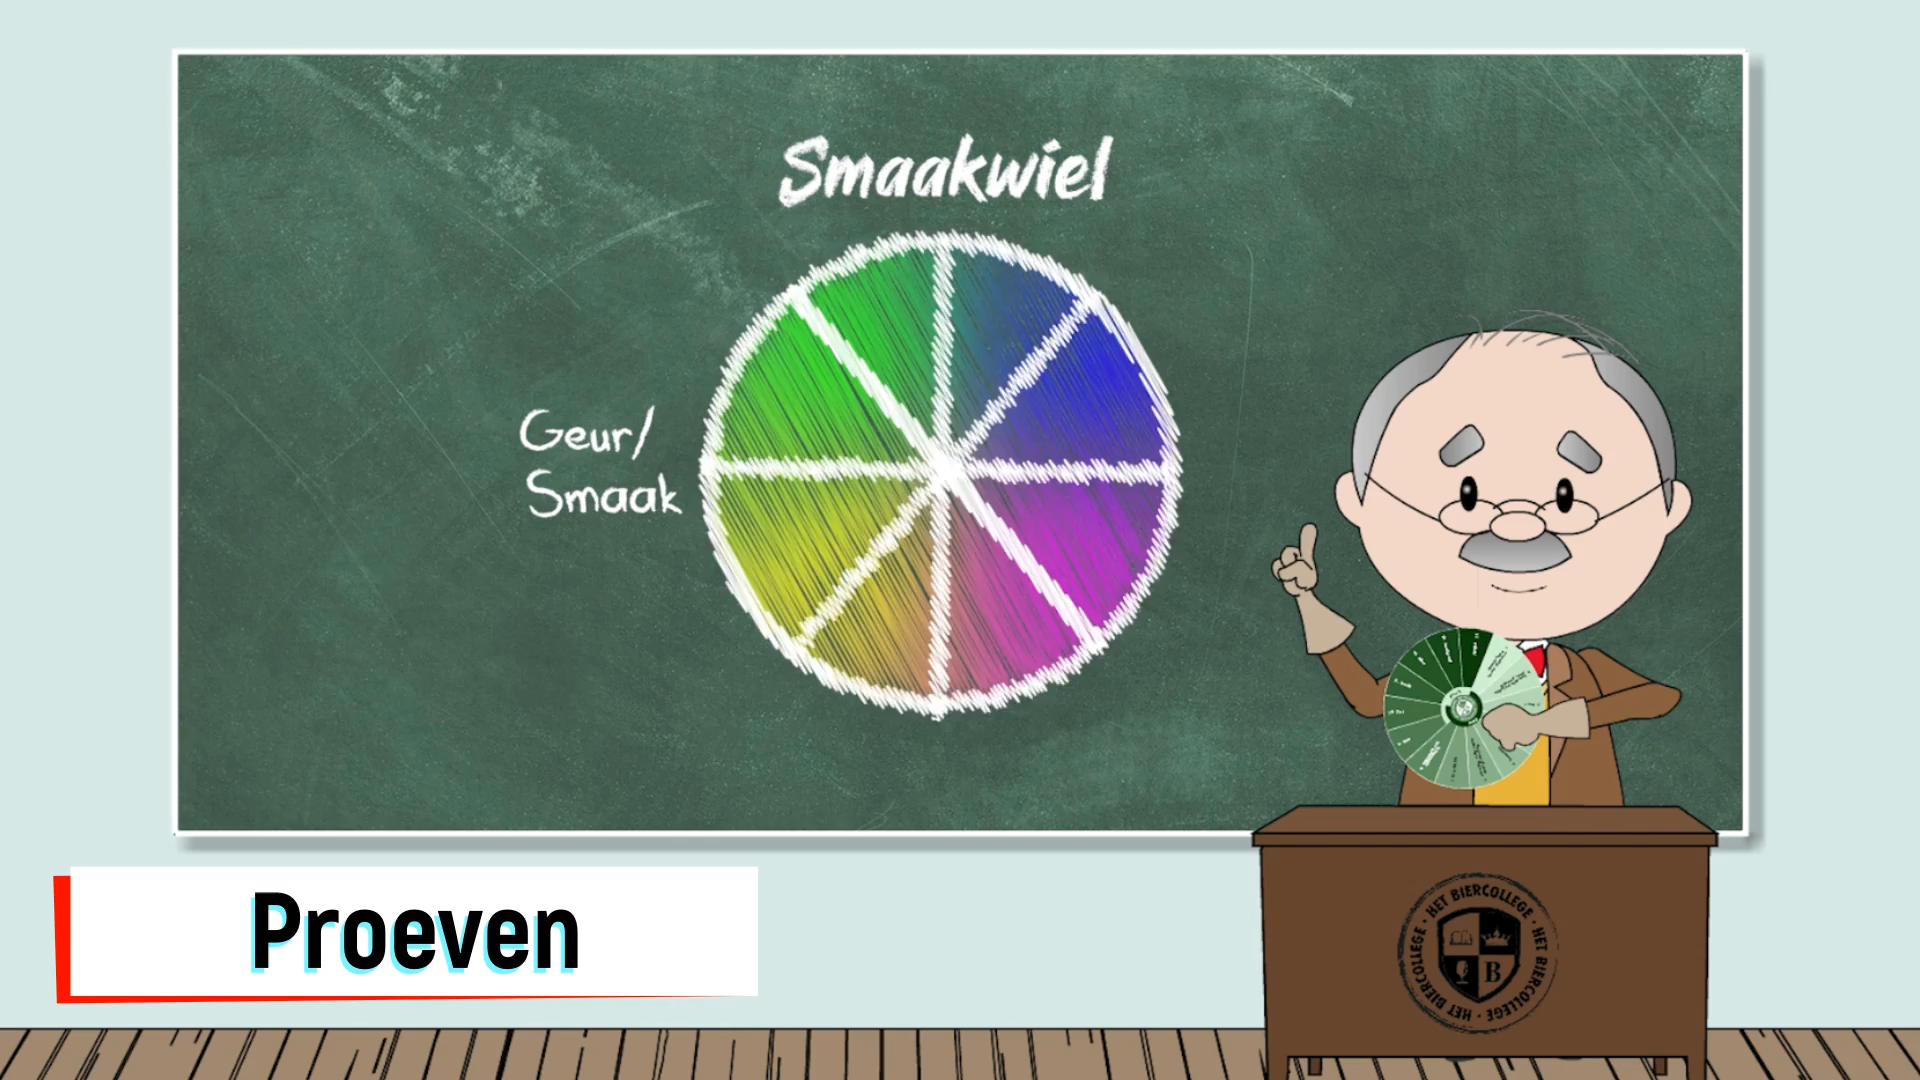 Smaakwiel
Geur/
Smaak
Proeven
HET BIERCOLLEGE · HET BIERCOLLEGE · HET BIERCOLLEGE ·
B